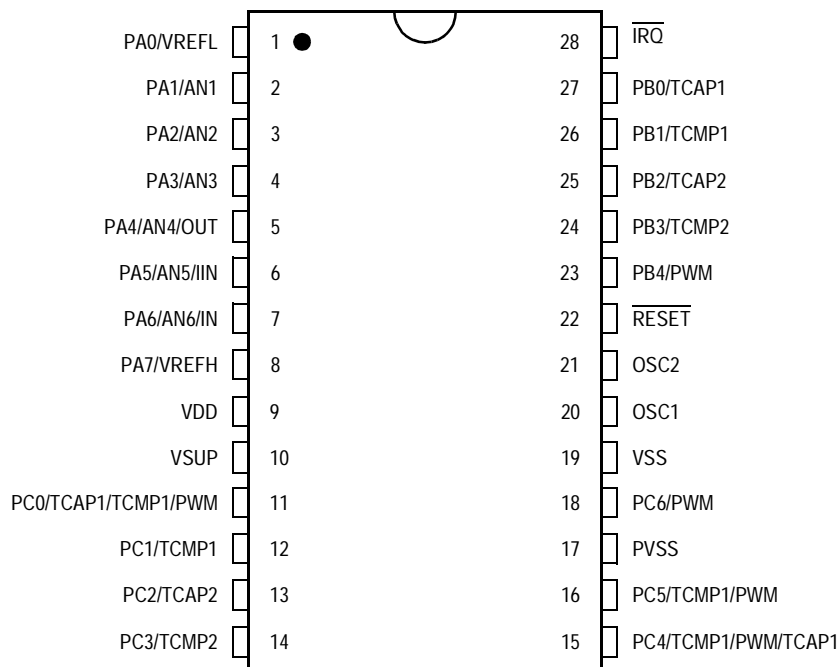 PA0/VREFL 1 28 IRQ
PA1/AN1 2 27 PB0/TCAP1
PA2/AN2 3 26 PB1/TCMP1
PA3/AN3 4 25 PB2/TCAP2
PA4/AN4/OUT 5 24 PB3/TCMP2
PA5/AN5/IIN 6 23 PB4/PWM
PA6/AN6/IN 7 22 RESET
PA7/VREFH 8 21 OSC2
VDD 9 20 OSC1
VSUP 10 19 VSS
PC0/TCAP1/TCMP1/PWM 11 18 PC6/PWM
PC1/TCMP1 12 17 PVSS
PC2/TCAP2 13 16 PC5/TCMP1/PWM
PC3/TCMP2 14 15 PC4/TCMP1/PWM/TCAP1